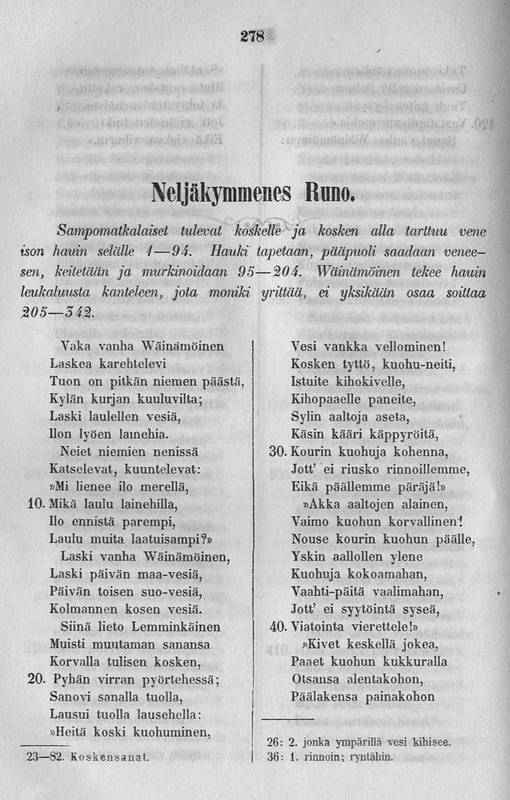 278
Neljäkymmenes Runo.
Sampomatkalaiset tulevat koskelle ja kosken alla tarttuu vene
ison hauin selälle 1—94. Hauki tapetaan, pääpuoli saadaan venee-
sen, keitetään ja murkinoidaan 95—204. Wäinämöinen tekee hauin
leukaluusta kanteleen, jota moniki yrittää, ei yksikään osaa soittaa
205—342.
Vaka vanha Wäinämöinen
Laskea karehtelevi
Tuon on pitkän niemen päästä,
Kylän kurjan kuuluvilta;
Laski laulellen vesiä,
Ilon lyöen lainehia.
Neiet niemien nenissä
Katselevat, kuuntelevat:
»Mi lienee ilo merellä,
10. Mikä laulu lainehilla,
Ilo ennistä parempi,
Laulu muita laatuisampi?»
Laski vanha Wäinämöinen,
Laski päivän maa-vesiä,
Päivän toisen suo-vesiä,
Kolmannen kosen vesiä.
Siinä lieto Lemminkäinen
Muisti muutaman sanansa
Korvalla tulisen kosken,
20. Pyhän virran pyörtehessä;
Sanovi sanalla tuolla,
Lausui tuolla lausehella:
»Heitä koski kuohuminen,
23—82. Koskensanat.
Vesi vankka vellominen!
Kosken tyttö, kuohu-neiti,
Istuite kihokivelle,
Kihopaaelle paneite,
Sylin aaltoja aseta,
Käsin kääri käppyröitä,
30. Kourin kuohuja kohenna,
Jott' ei riusko rinnoillemme,
Eikä päällemme päräjä!»
»Akka aaltojen alainen,
Vaimo kuohun korvallinen!
Nouse kourin kuohun päälle,
Yskin aallollen ylene
Kuohuja kokoamahan,
Vaahti-päitä vaalimahan,
Jott' ei syytöintä syseä,
40. Viatointa vierettele!»
»Kivet keskellä jokea,
Paaet kuohun kukkuralla
Otsansa alentakohon,
Päälakensa painakohon
26: 2. jonka ympärillä vesi kihisee.
36: 1. rinnoin; ryntähin.